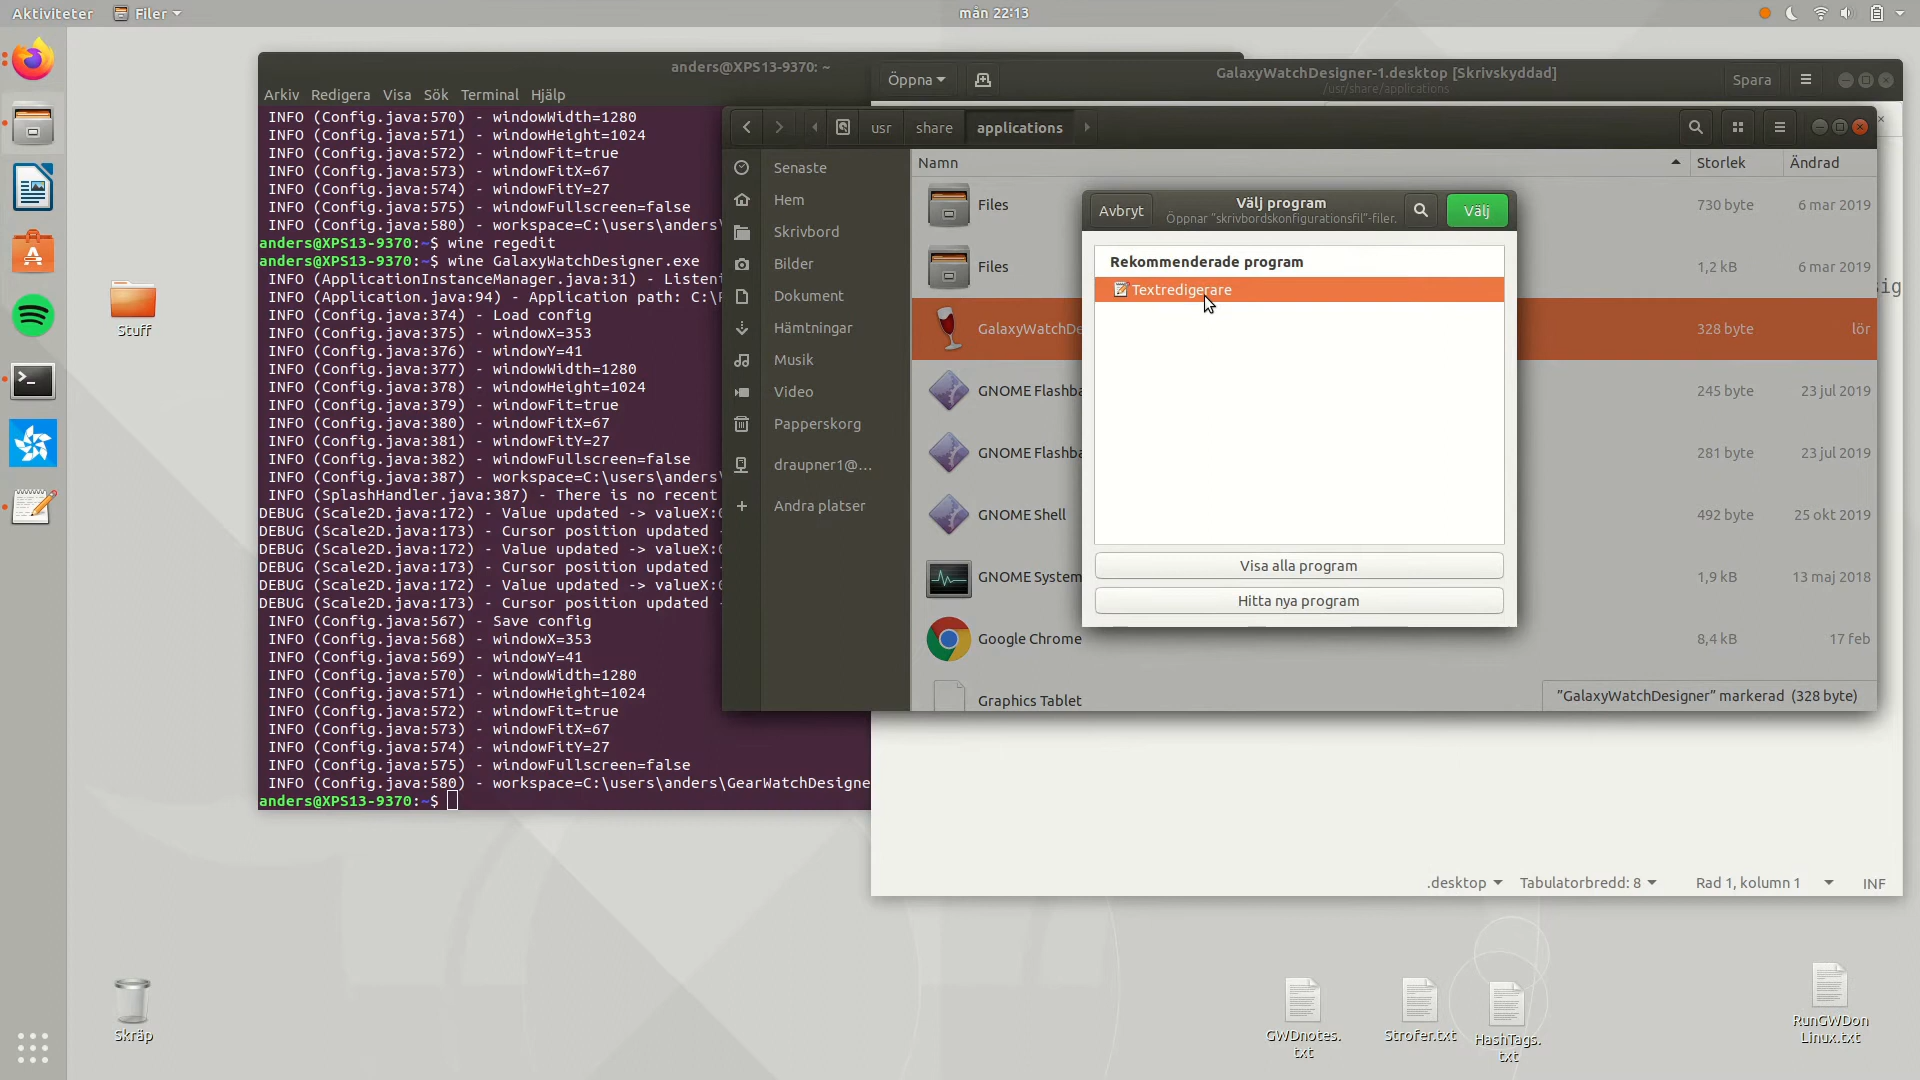 Aktiviteter
Filer
mån 22:13
anders@XPS13-9370: ~
Arkiv Redigera Visa Sök Terminal Hjälp
INFO (Config.java:570) - windowWidth=1280
INFO (Config.java:571) - windowHeight=1024
INFO (Config.java:572) - windowFit=true
INFO (Config.java:573) - windowFitX=67
INFO (Config.java:574) - windowFitY=27
INFO (Config.java:575) - windowFullscreen=false
INFO (Config.java:580) - workspace=C:\users\anders\
anders@XPS13-9370:~$ wine regedit
anders@XPS13-9370:~$ wine GalaxyWatchDesigner.exe
INFO (ApplicationInstanceManager.java:31) - Listeni
INFO (Application.java:94) - Application path: C:\P
INFO (Config.java:374) - Load config
INFO (Config.java:375) - windowX=353
INFO (Config.java:376) - windowY=41
INFO (Config.java:377) - windowWidth=1280
INFO (Config.java:378) - windowHeight=1024
INFO (Config.java:379) - windowFit=true
INFO (Config.java:380) - windowFitX=67
INFO (Config.java:381) - windowFitY=27
INFO (Config.java:382) - windowFullscreen=false
INFO (Config.java:387) - workspace=C:\users\anders\
INFO (SplashHandler.java:387) - There is no recent
DEBUG (Scale2D.java:172) - Value updated -> valueX:0
DEBUG (Scale2D.java:173) - Cursor position updated -
DEBUG (Scale2D.java:172) - Value updated -> valueX:0
DEBUG (Scale2D.java:173) - Cursor position updated -
DEBUG (Scale2D.java:172) - Value updated -> valueX:0
DEBUG (Scale2D.java:173) - Cursor position updated -
INFO (Config.java:567) - Save config
INFO (Config.java:568) - windowX=353
INFO (Config.java:569) - windowY=41
INFO (Config.java:570) - windowWidth=1280
INFO (Config.java:571) - windowHeight=1024
INFO (Config.java:572) - windowFit=true
INFO (Config.java:573) - windowFitX=67
INFO (Config.java:574) - windowFitY=27
INFO (Config.java:575) - windowFullscreen=false
INFO (Config.java:580) - workspace=C:\users\anders\GearWatchDesigne
anders@XPS13-9370:~$
Öppna
GalaxyWatchDesigner-1.desktop [Skrivskyddad]
/usr/share/applications
Spara
usr share applications
Senaste
Hem
Skrivbord
Bilder
Dokument
Hämtningar
Musik
Video
Papperskorg
draupner1@...
Andra platser
Namn Storlek Ändrad
Files 730 byte 6 mar 2019
Files 1,2 kB 6 mar 2019
GalaxyWatchDe 328 byte lör
GNOME Flashba 245 byte 23 jul 2019
GNOME Flashba 281 byte 23 jul 2019
GNOME Shell 492 byte 25 okt 2019
GNOME System 1,9 kB 13 maj 2018
Google Chrome 8,4 kB 17 feb
Graphics Tablet
"GalaxyWatchDesigner" markerad (328 byte)
Avbryt
Välj program
Öppnar "skrivbordskonfigurationsfil"-filer.
Välj
Rekommenderade program
Textredigerare
Visa alla program
Hitta nya program
.desktop Tabulatorbredd: 8 Rad 1, kolumn 1 INF
Stuff
Skräp
GWDnotes.
txt
Strofer.txt
HashTags.
txt
RunGWDon
Linux.txt